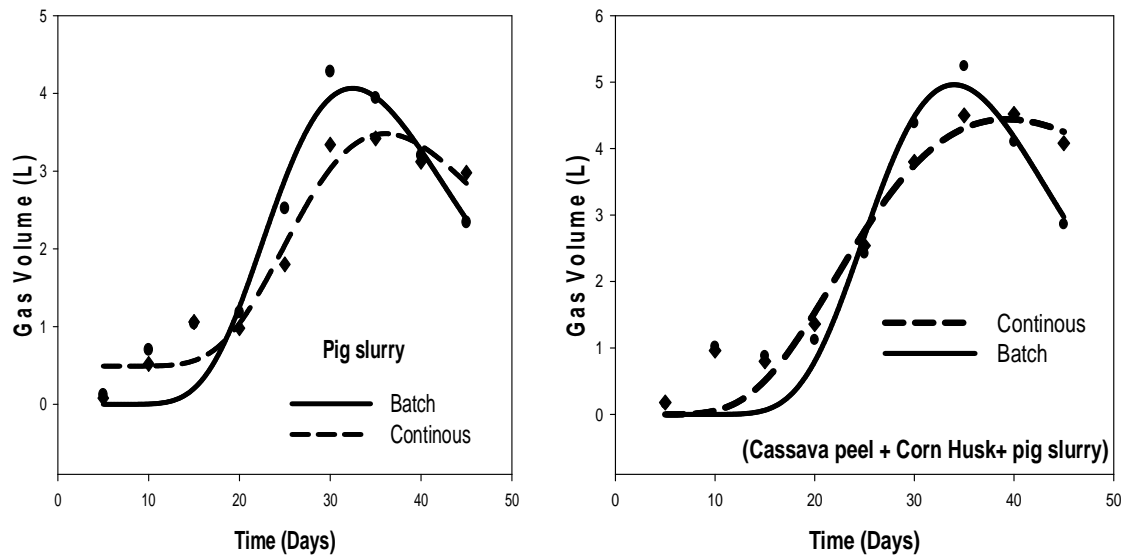 5
4
3
2
1
0
Gas Volume (L)
0
10
20
30
40
50
Time (Days)
Pig slurry
Batch
Continous
6
5
4
3
2
1
0
Gas Volume (L)
0
10
20
30
40
50
Time (Days)
Continous
Batch
(Cassava peel + Corn Husk+ pig slurry)